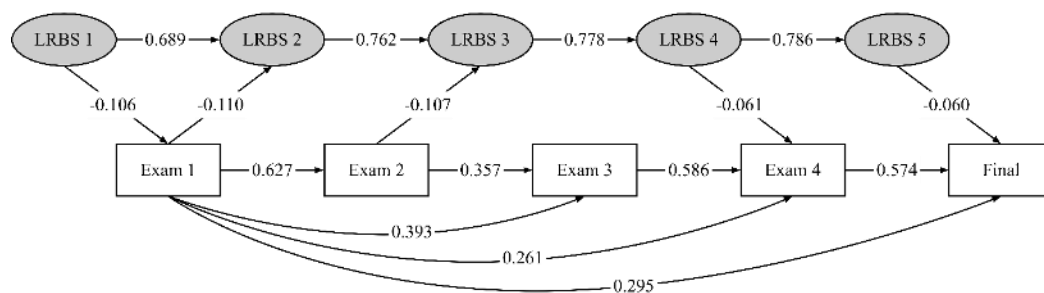 LRBS 1 0.689 LRBS 2 0.762 LRBS 3 0.778 LRBS 4 0.786 LRBS 5
-0.106 -0.110 -0.107 -0.061 -0.060
Exam 1 0.627 Exam 2 0.357 Exam 3 0.586 Exam 4 0.574 Final
0.393
0.261
0.295